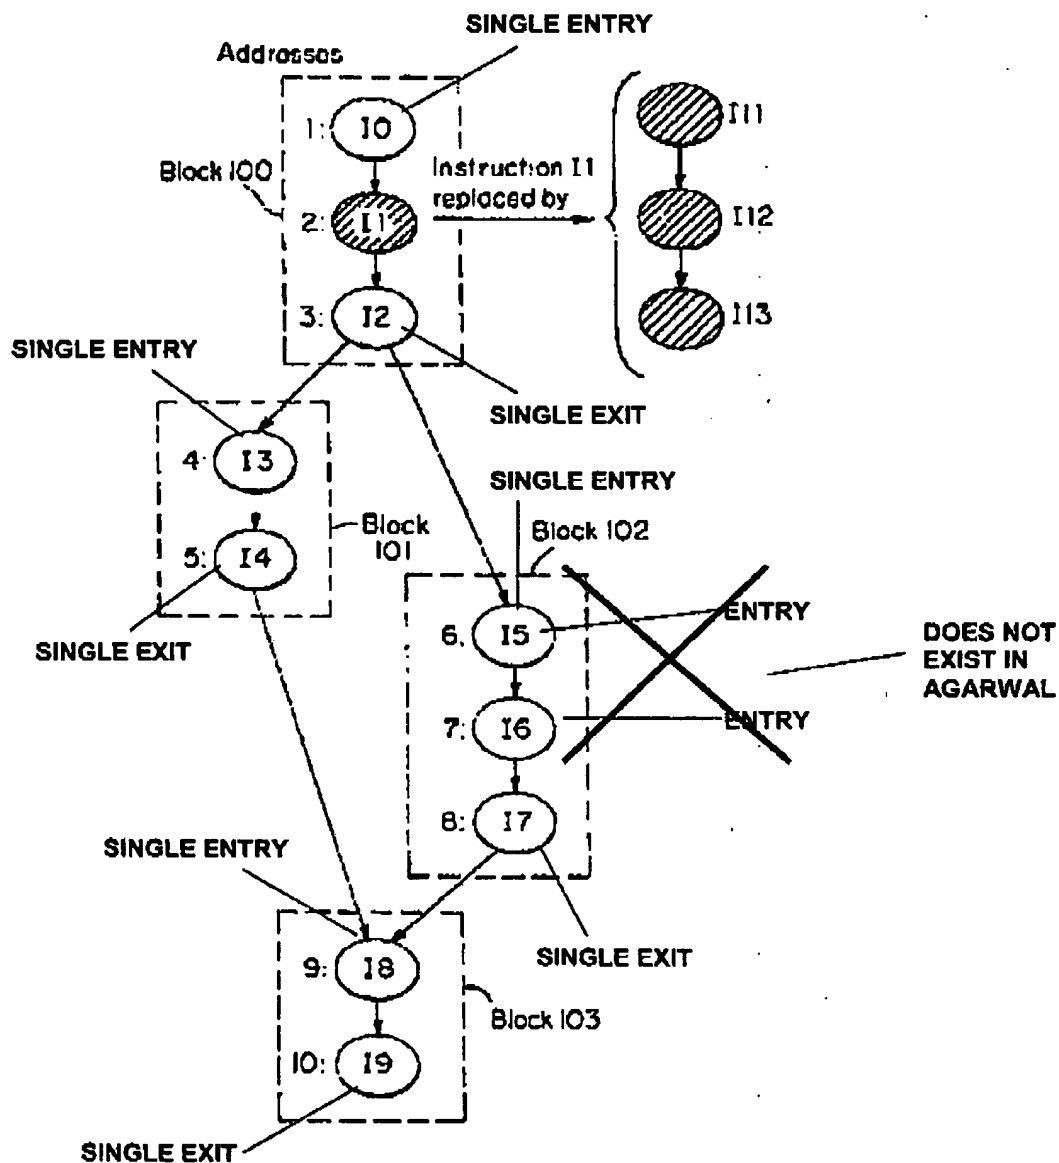 SINGLE ENTRY
Addresses
1: I0
I11
Block 100
Instruction I1
replaced by
2: I1
I12
3: I2
I13
SINGLE ENTRY
SINGLE EXIT
4: I3
SINGLE ENTRY
Block
101
Block 102
5: I4
ENTRY
6: I5
SINGLE EXIT
DOES NOT
EXIST IN
AGARWAL
7: I6
ENTRY
8: I7
SINGLE ENTRY
SINGLE EXIT
9: I8
Block 103
10: I9
SINGLE EXIT